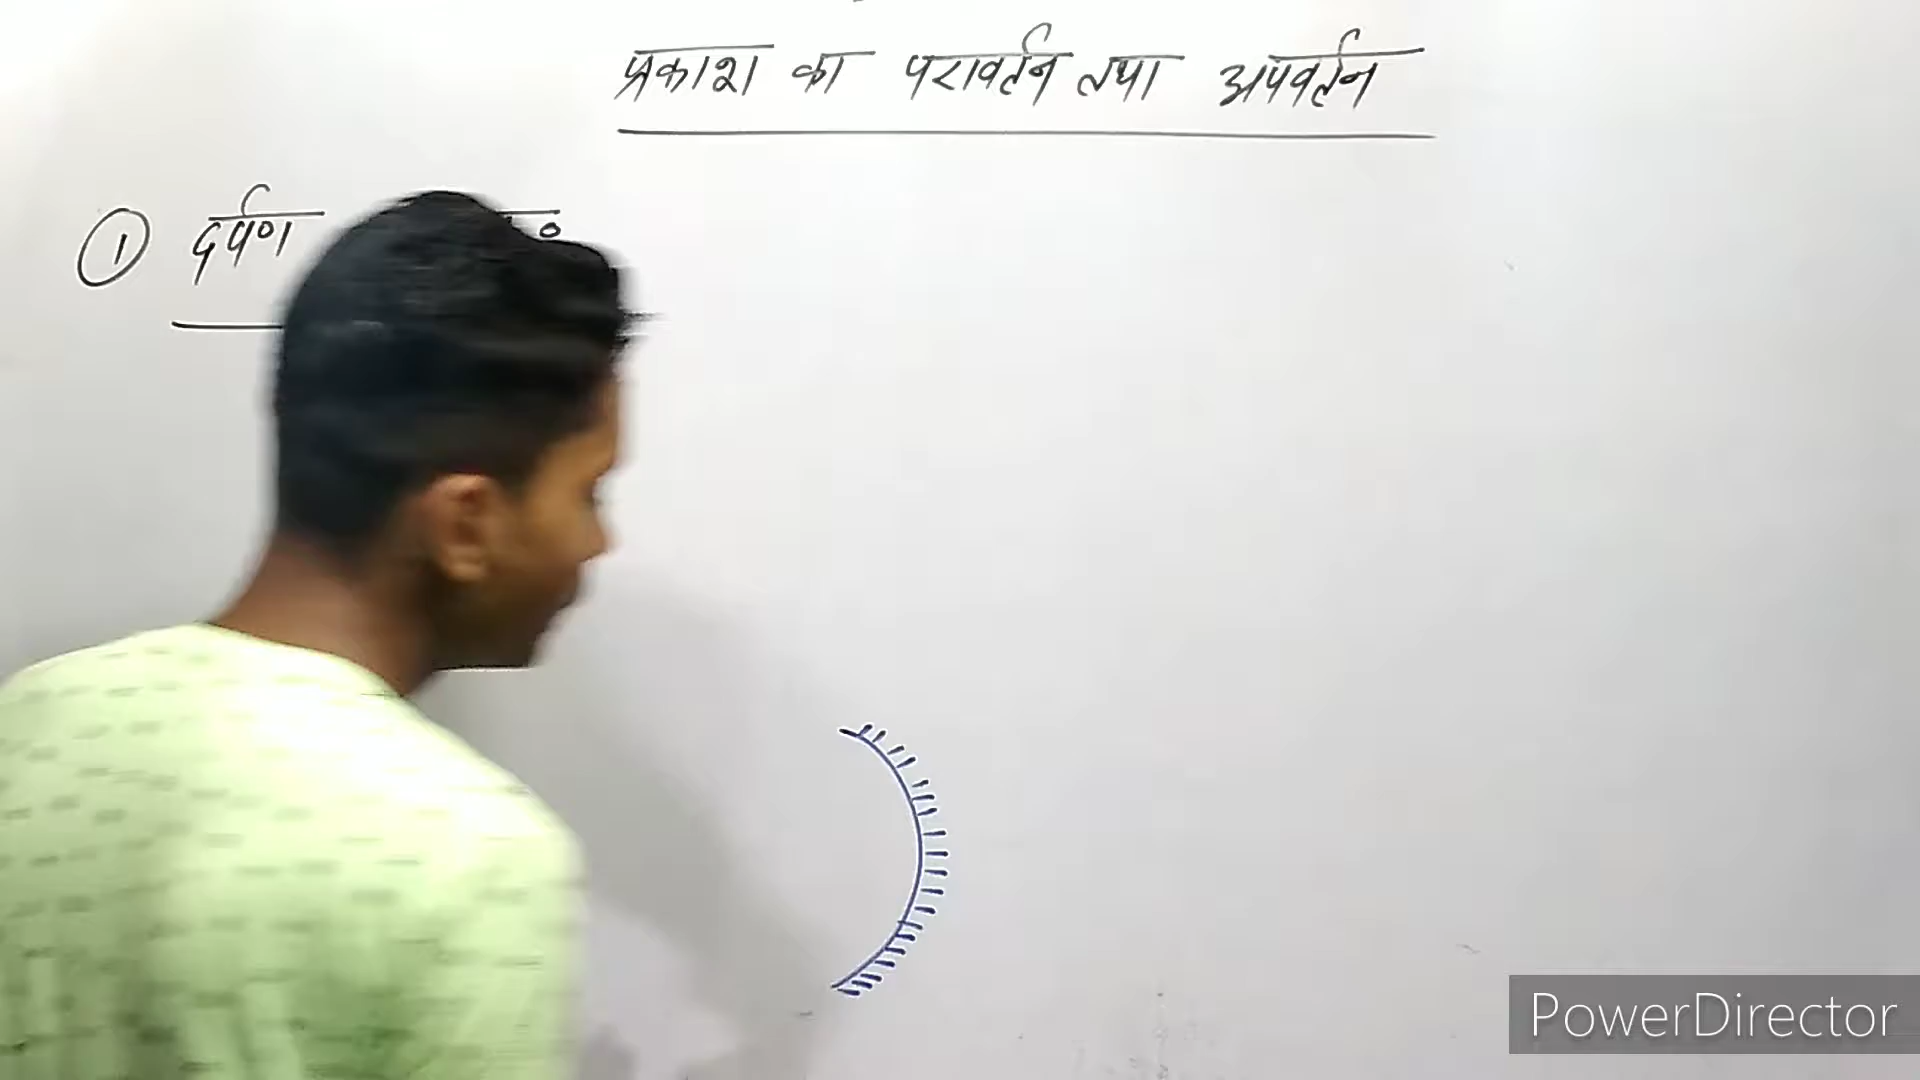 प्रकाश का परावर्तन तथा अपवर्तन
① दर्पण
PowerDirector